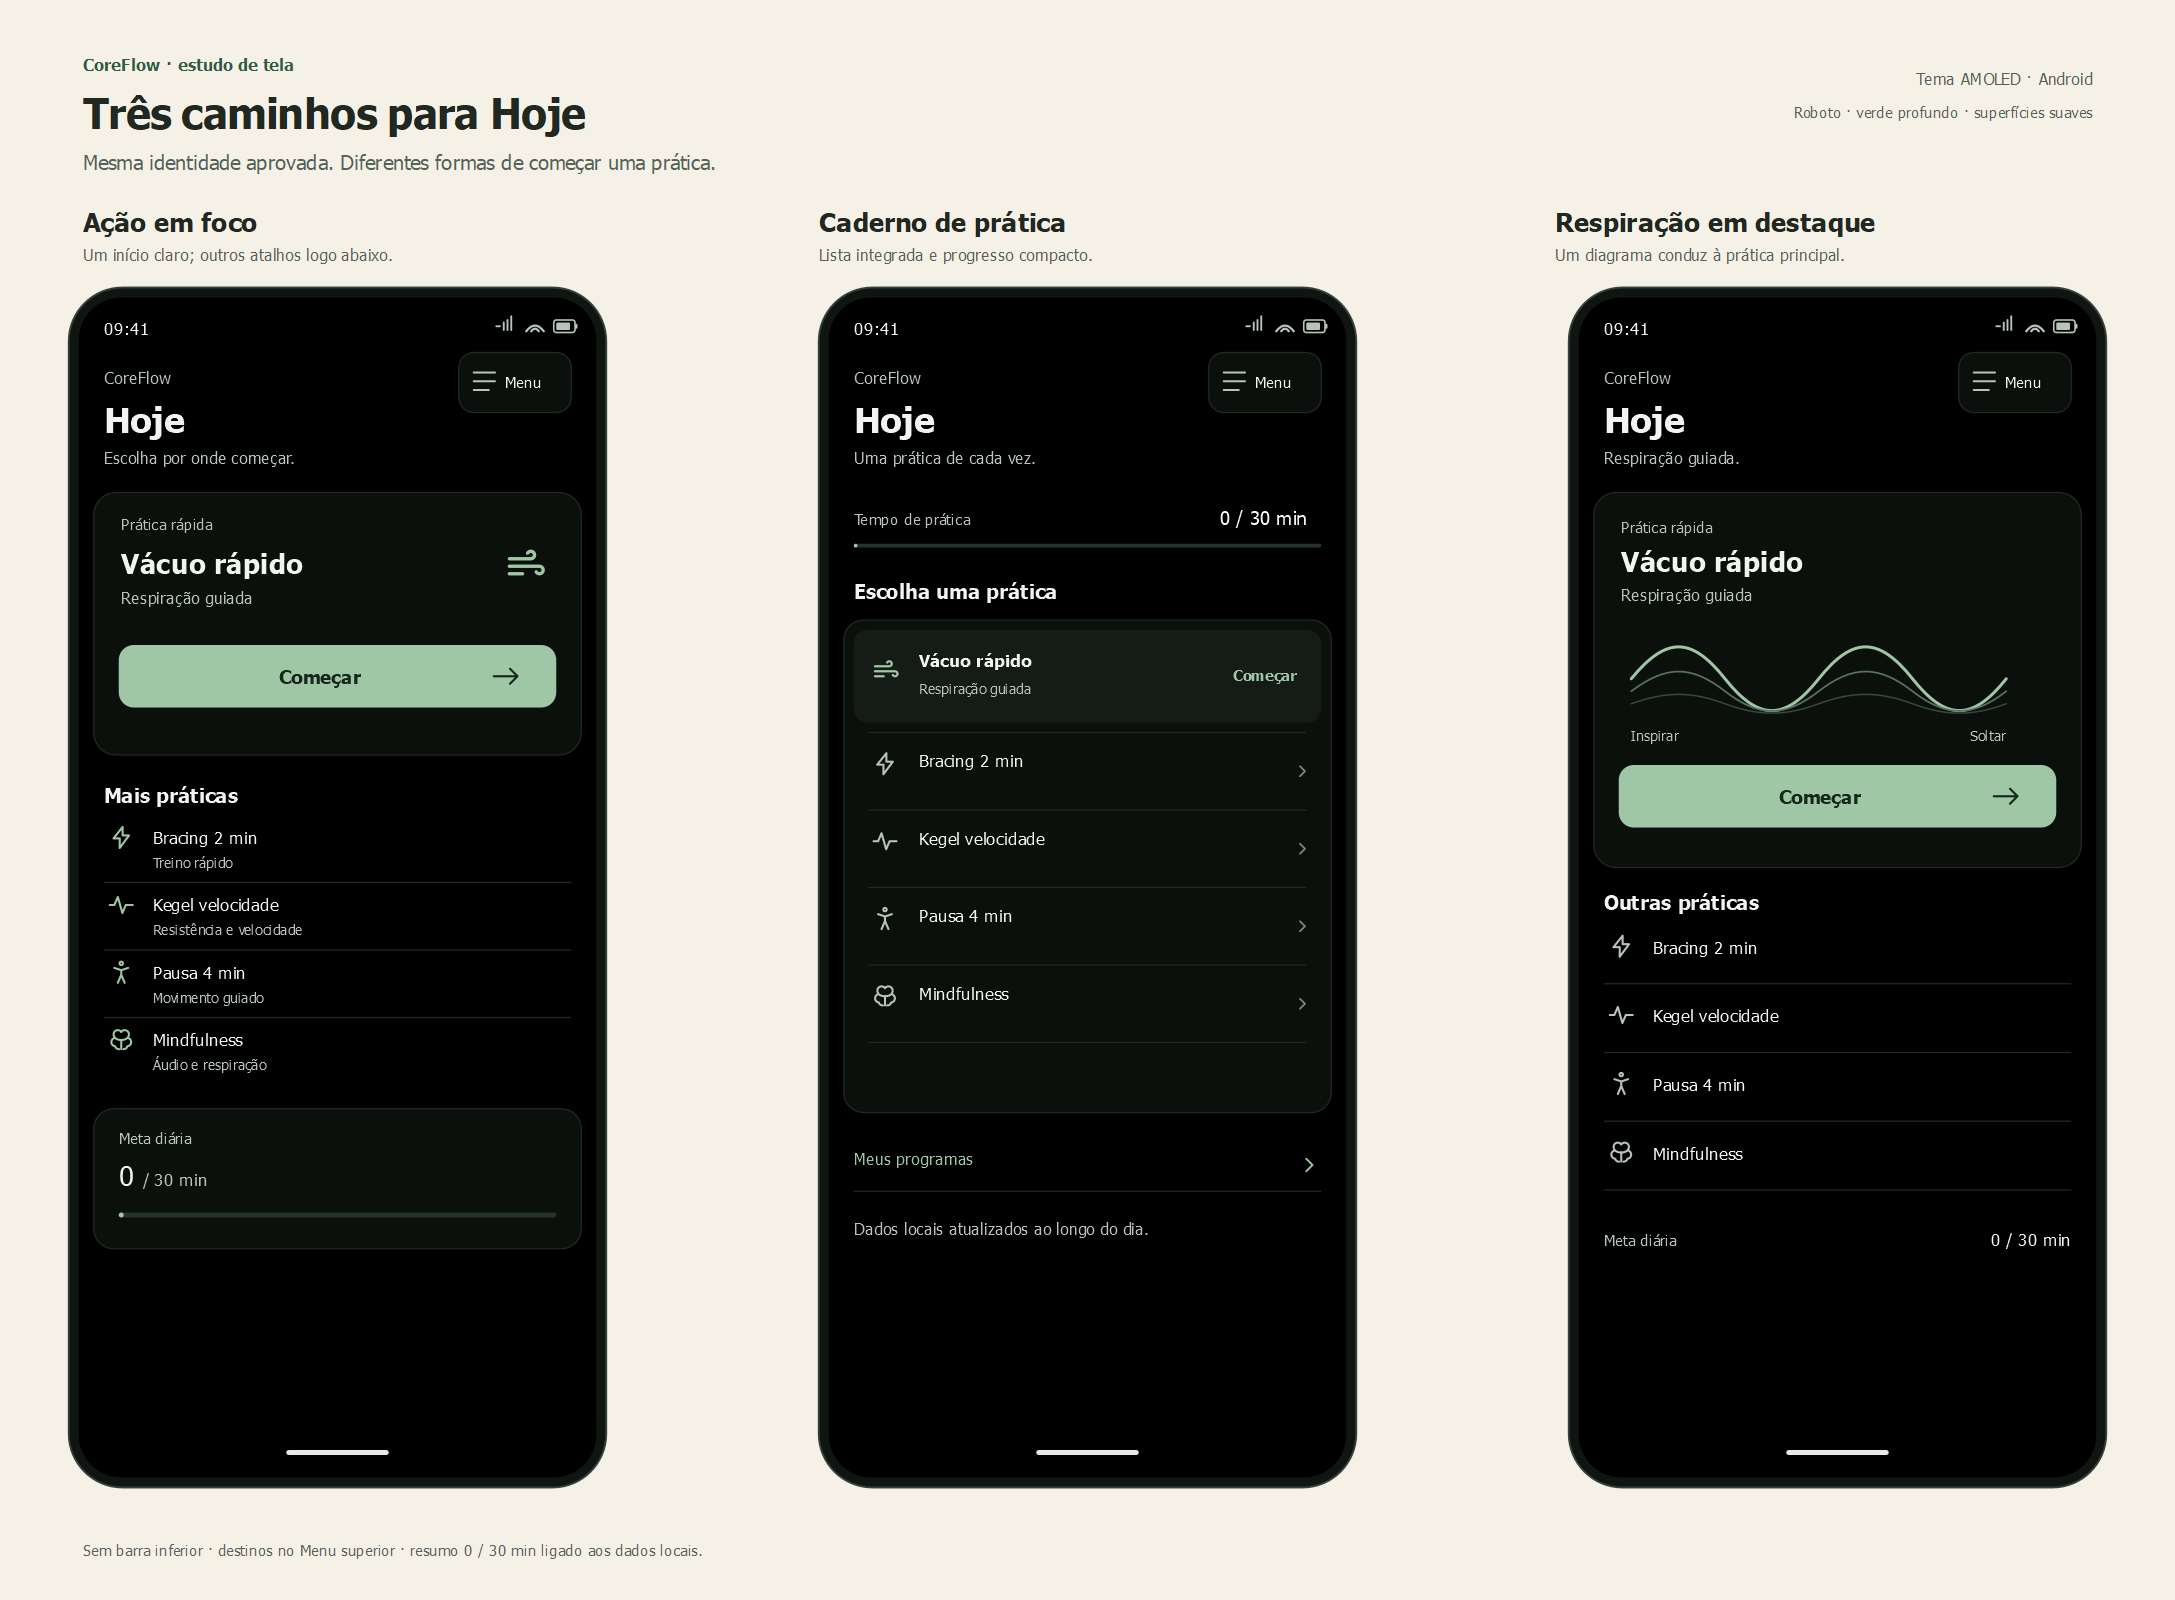 CoreFlow · estudo de tela
Três caminhos para Hoje
Mesma identidade aprovada. Diferentes formas de começar uma prática.
Tema AMOLED · Android
Roboto · verde profundo · superfícies suaves
Ação em foco
Um início claro; outros atalhos logo abaixo.
09:41
CoreFlow
Menu
Hoje
Escolha por onde começar.
Prática rápida
Vácuo rápido
Respiração guiada
Começar
Mais práticas
Bracing 2 min
Treino rápido
Kegel velocidade
Resistência e velocidade
Pausa 4 min
Movimento guiado
Mindfulness
Áudio e respiração
Meta diária
0 / 30 min
Caderno de prática
Lista integrada e progresso compacto.
09:41
CoreFlow
Menu
Hoje
Uma prática de cada vez.
Tempo de prática 0 / 30 min
Escolha uma prática
Vácuo rápido
Respiração guiada
Começar
Bracing 2 min
Kegel velocidade
Pausa 4 min
Mindfulness
Meus programas
Dados locais atualizados ao longo do dia.
Respiração em destaque
Um diagrama conduz à prática principal.
09:41
CoreFlow
Menu
Hoje
Respiração guiada.
Prática rápida
Vácuo rápido
Respiração guiada
Inspirar Soltar
Começar
Outras práticas
Bracing 2 min
Kegel velocidade
Pausa 4 min
Mindfulness
Meta diária 0 / 30 min
Sem barra inferior · destinos no Menu superior · resumo 0 / 30 min ligado aos dados locais.